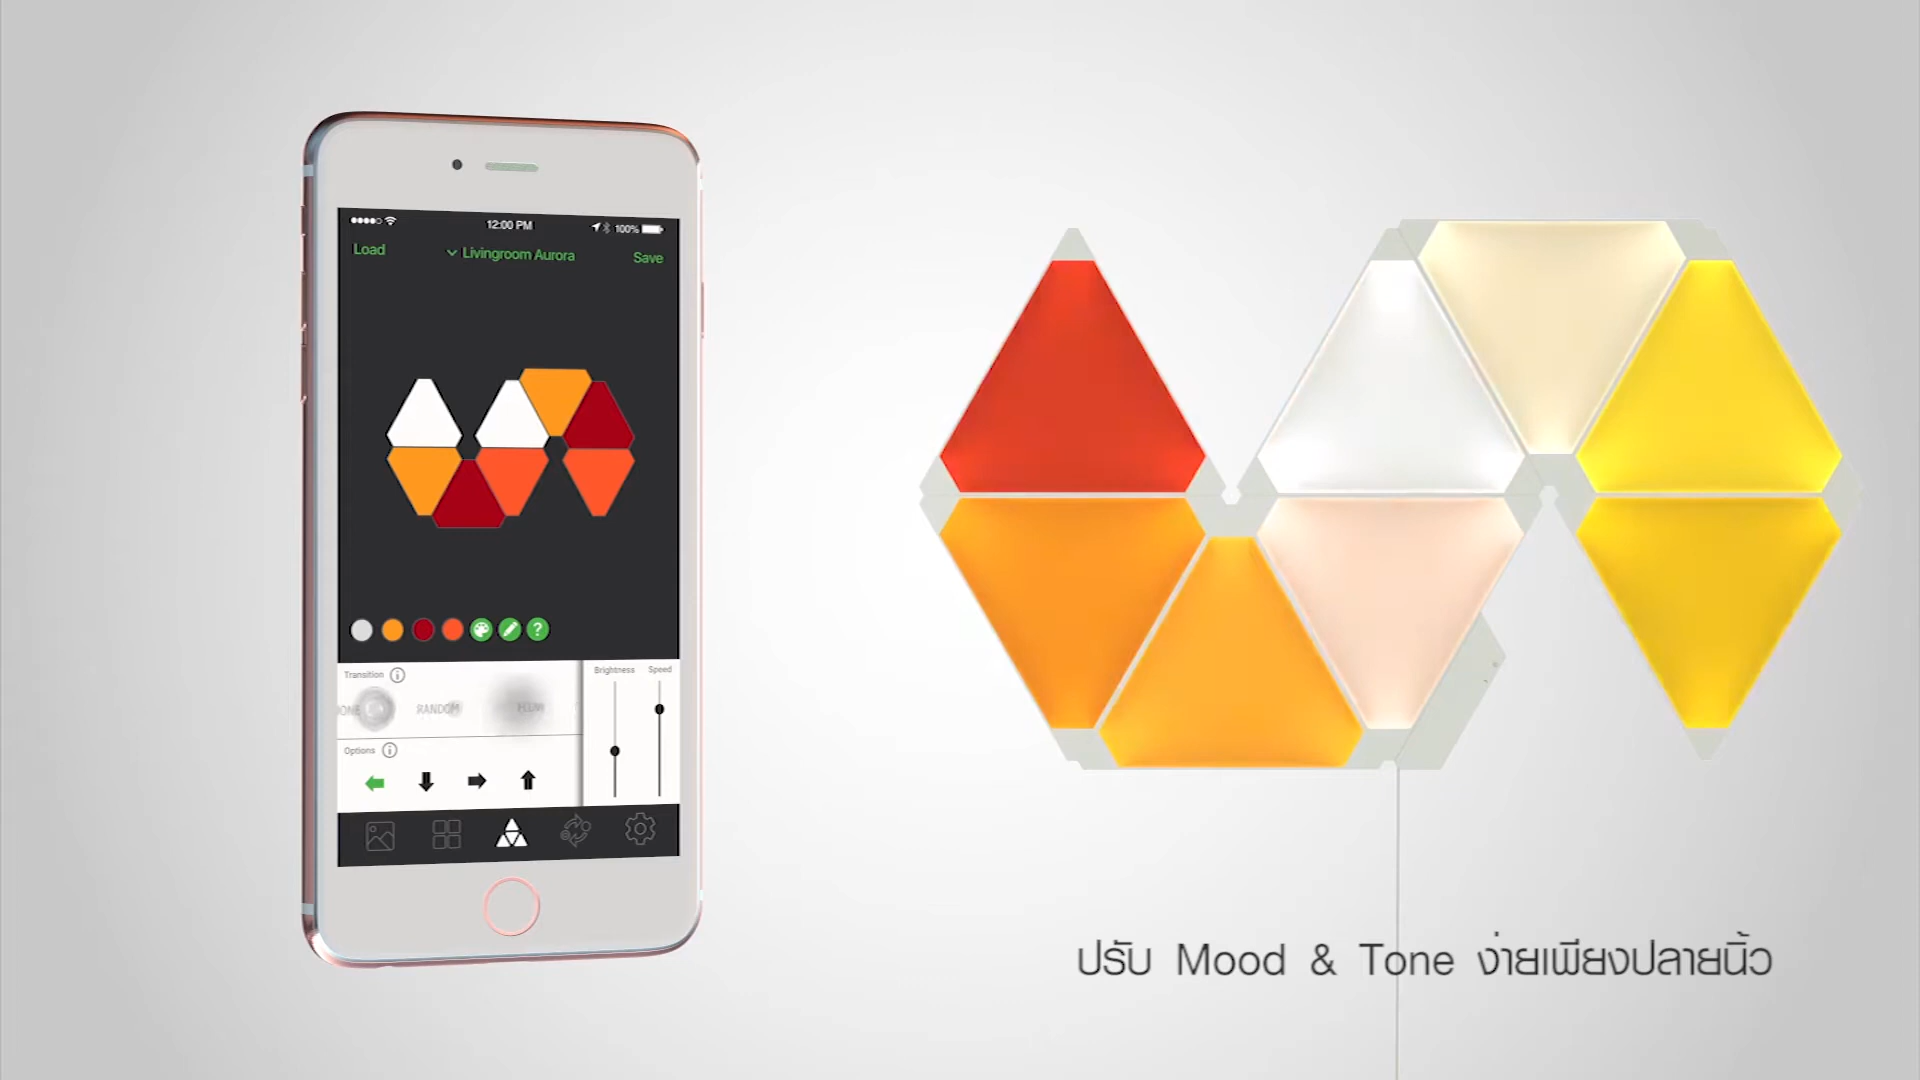 12:00 PM
100%
Load
Livingroom Aurora
Save
?
Transition
RANDOM
Brightness
Speed
Options
ปรับ Mood & Tone ง่ายเพียงปลายนิ้ว